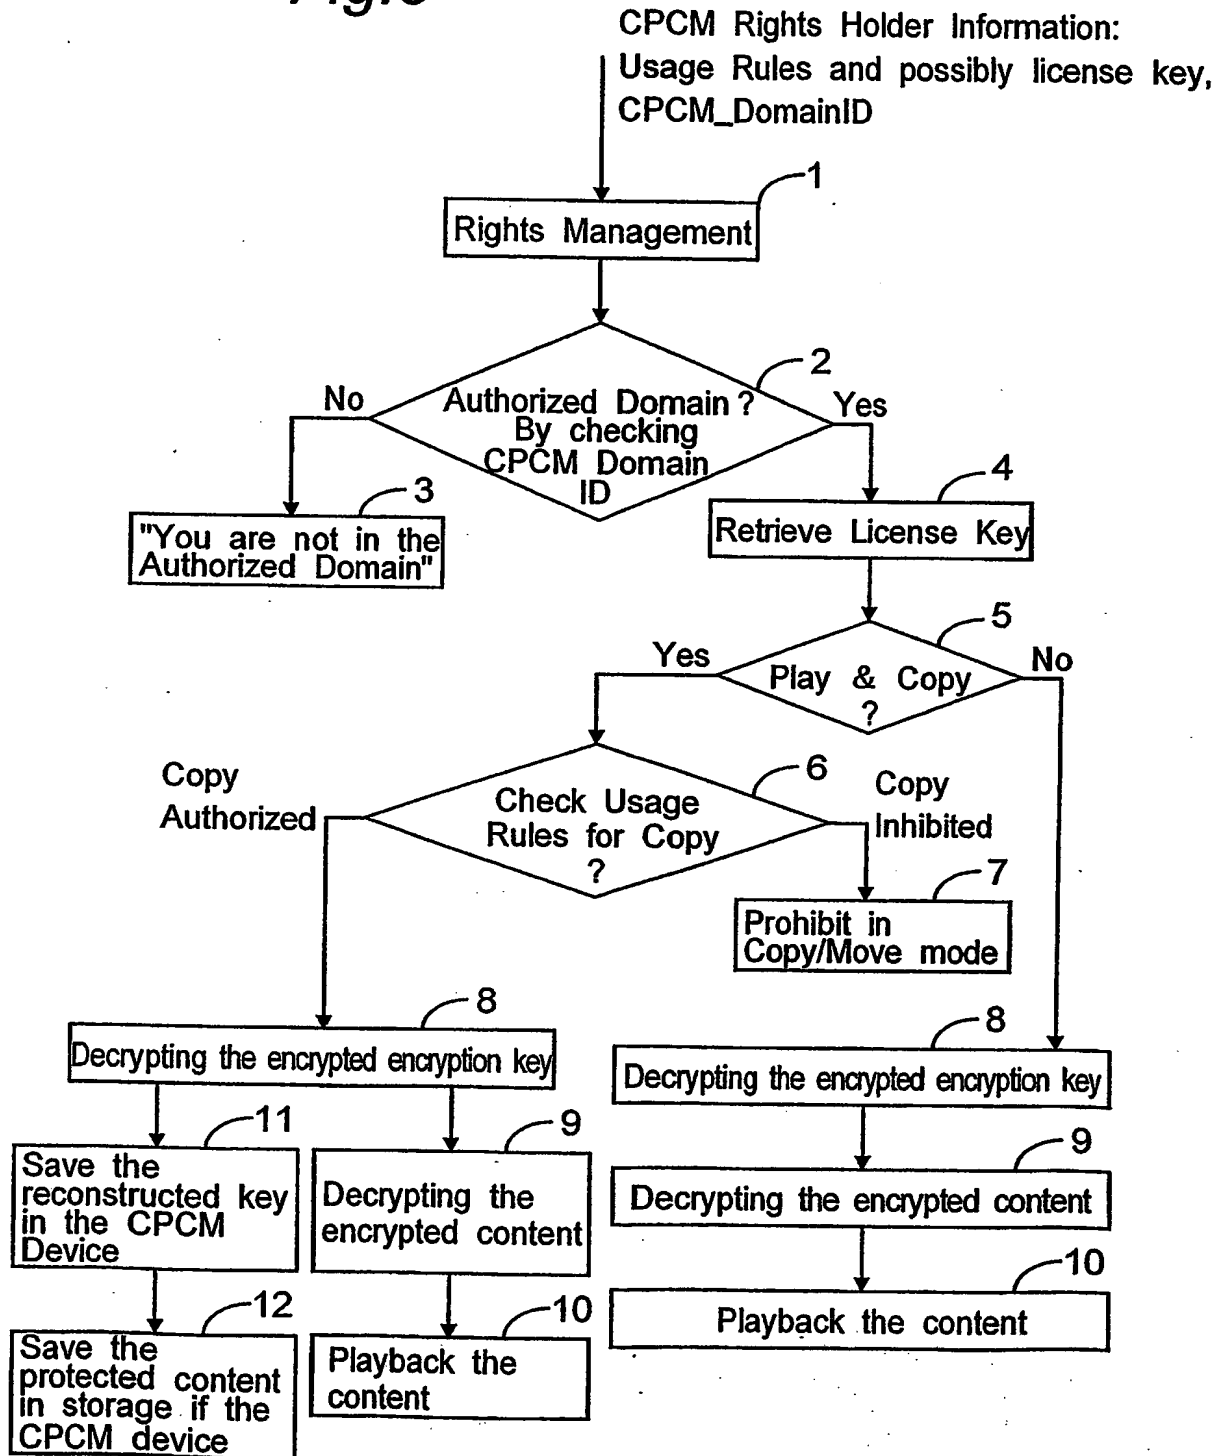 CPCM Rights Holder Information:
Usage Rules and possibly license key,
CPCM_DomainID
1
Rights Management
2
No
Authorized Domain ?
Yes
By checking
CPCM Domain
ID
3
4
"You are not in the
Authorized Domain"
Retrieve License Key
5
Yes
No
Play & Copy
?
6
Copy
Authorized
Check Usage
Rules for Copy
?
Copy
Inhibited
7
Prohibit in
Copy/Move mode
8
Decrypting the encrypted encryption key
8
Decrypting the encrypted encryption key
11
Save the
reconstructed key
in the CPCM
Device
9
Decrypting the
encrypted content
9
Decrypting the encrypted content
12
Save the
protected content
in storage if the
CPCM device
10
Playback the
content
10
Playback the content